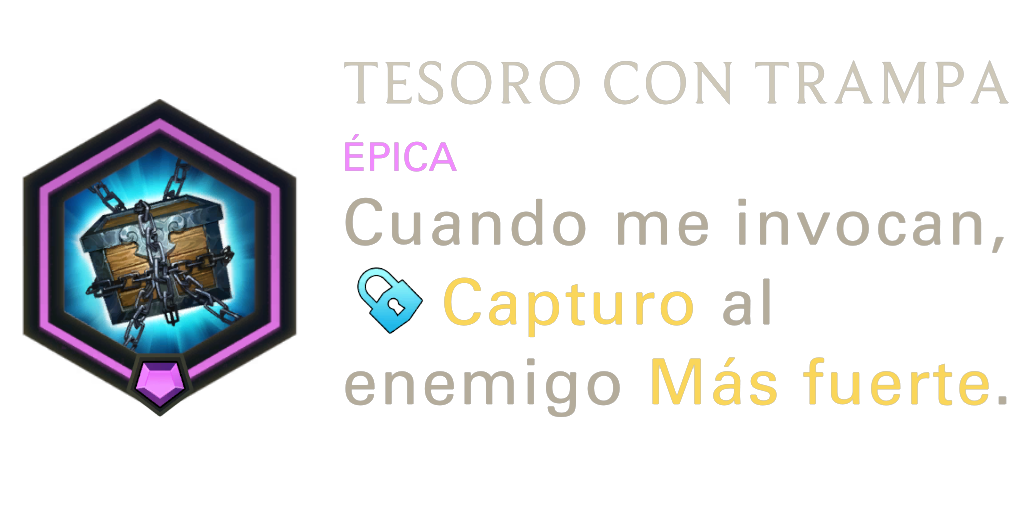 TESORO CON TRAMPA
ÉPICA
Cuando me invocan,
Capturo al
enemigo Más fuerte.